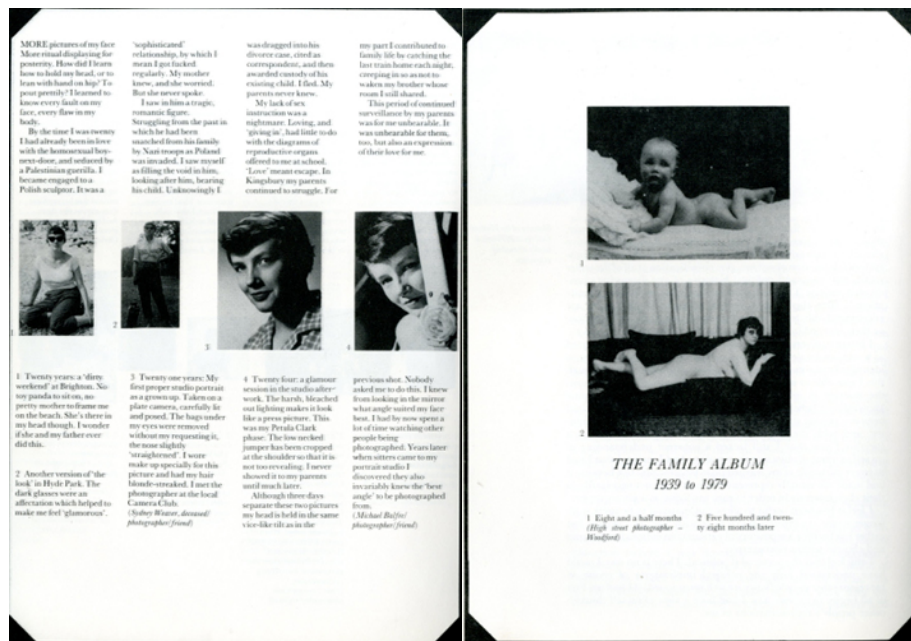 MORE pictures of my face
More ritual displaying for
posterity. How did I learn
how to hold my head, or to
lean with hand on hip? To
pout prettily? I learned to
know every fault on my
face, every flaw in my
body.
By the time I was twenty
I had already been in love
with the homosexual boy-
next-door, and seduced by
a Palestinian guerilla. I
became engaged to a
Polish sculptor. It was a
'sophisticated'
relationship, by which I
mean I got fucked
regularly. My mother
knew, and she worried.
But she never spoke.
I saw in him a tragic,
romantic figure.
Struggling from the past in
which he had been
snatched from his family
by Nazi troops as Poland
was invaded. I saw myself
as filling the void in him,
looking after him, bearing
his child. Unknowingly I
was dragged into his
divorce case, cited as
correspondent, and then
awarded custody of his
existing child. I fled. My
parents never knew.
My lack of sex
instruction was a
nightmare. Loving, and
'giving in', had little to do
with the diagrams of
reproductive organs
offered to me at school.
'Love' meant escape. In
Kingsbury my parents
continued to struggle. For
my part I contributed to
family life by catching the
last train home each night,
creeping in so as not to
waken my brother whose
room I still shared.
This period of continued
surveillance by my parents
was for me unbearable. It
was unbearable for them,
too, but also an expression
of their love for me.
1
2
3
4
1 Twenty years: a 'dirty
weekend' at Brighton. No
toy panda to sit on, no
pretty mother to frame me
on the beach. She's there in
my head though. I wonder
if she and my father ever
did this.
2 Another version of 'the
look' in Hyde Park. The
dark glasses were an
affectation which helped to
make me feel 'glamorous'.
3 Twenty one years: My
first proper studio portrait
as a grown up. Taken on a
plate camera, carefully lit
and posed. The bags under
my eyes were removed
without my requesting it,
the nose slightly
'straightened'. I wore
make up specially for this
picture and had my hair
blonde-streaked. I met the
photographer at the local
Camera Club.
(Sydney Weaver, deceased/
photographer/friend)
4 Twenty four: a glamour
session in the studio after-
work. The harsh, bleached
out lighting makes it look
like a press picture. This
was my Petula Clark
phase. The low necked
jumper has been cropped
at the shoulder so that it is
not too revealing. I never
showed it to my parents
until much later.
Although three days
separate these two pictures
my head is held in the same
vice-like tilt as in the
previous shot. Nobody
asked me to do this. I knew
from looking in the mirror
what angle suited my face
best. I had by now spent a
lot of time watching other
people being
photographed. Years later
when sitters came to my
portrait studio I
discovered they also
invariably knew the 'best
angle' to be photographed
from.
(Michael Balfre/
photographer/friend)
1
2
THE FAMILY ALBUM
1939 to 1979
1 Eight and a half months
(High street photographer –
Woodford)
2 Five hundred and twen-
ty eight months later